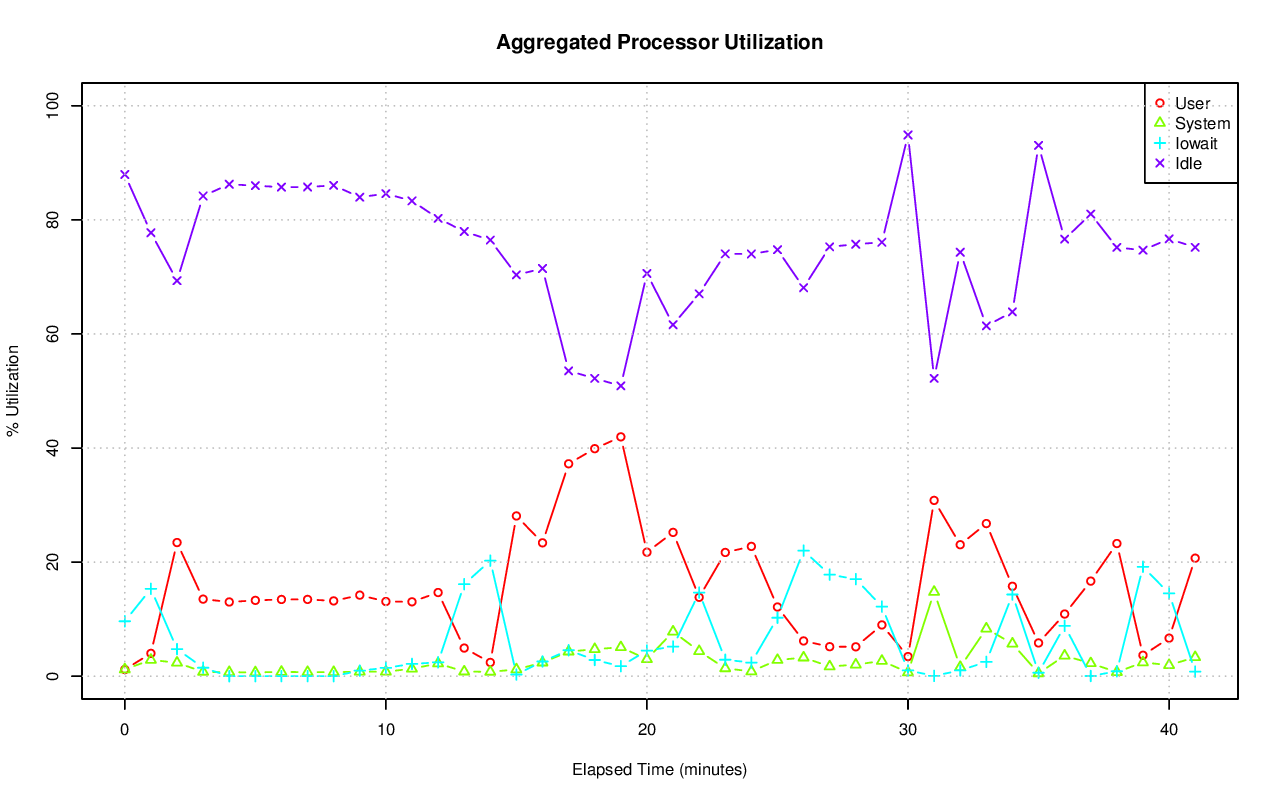 Aggregated Processor Utilization
User
System
Iowait
Idle
% Utilization
100
80
60
40
20
0
0 10 20 30 40
Elapsed Time (minutes)